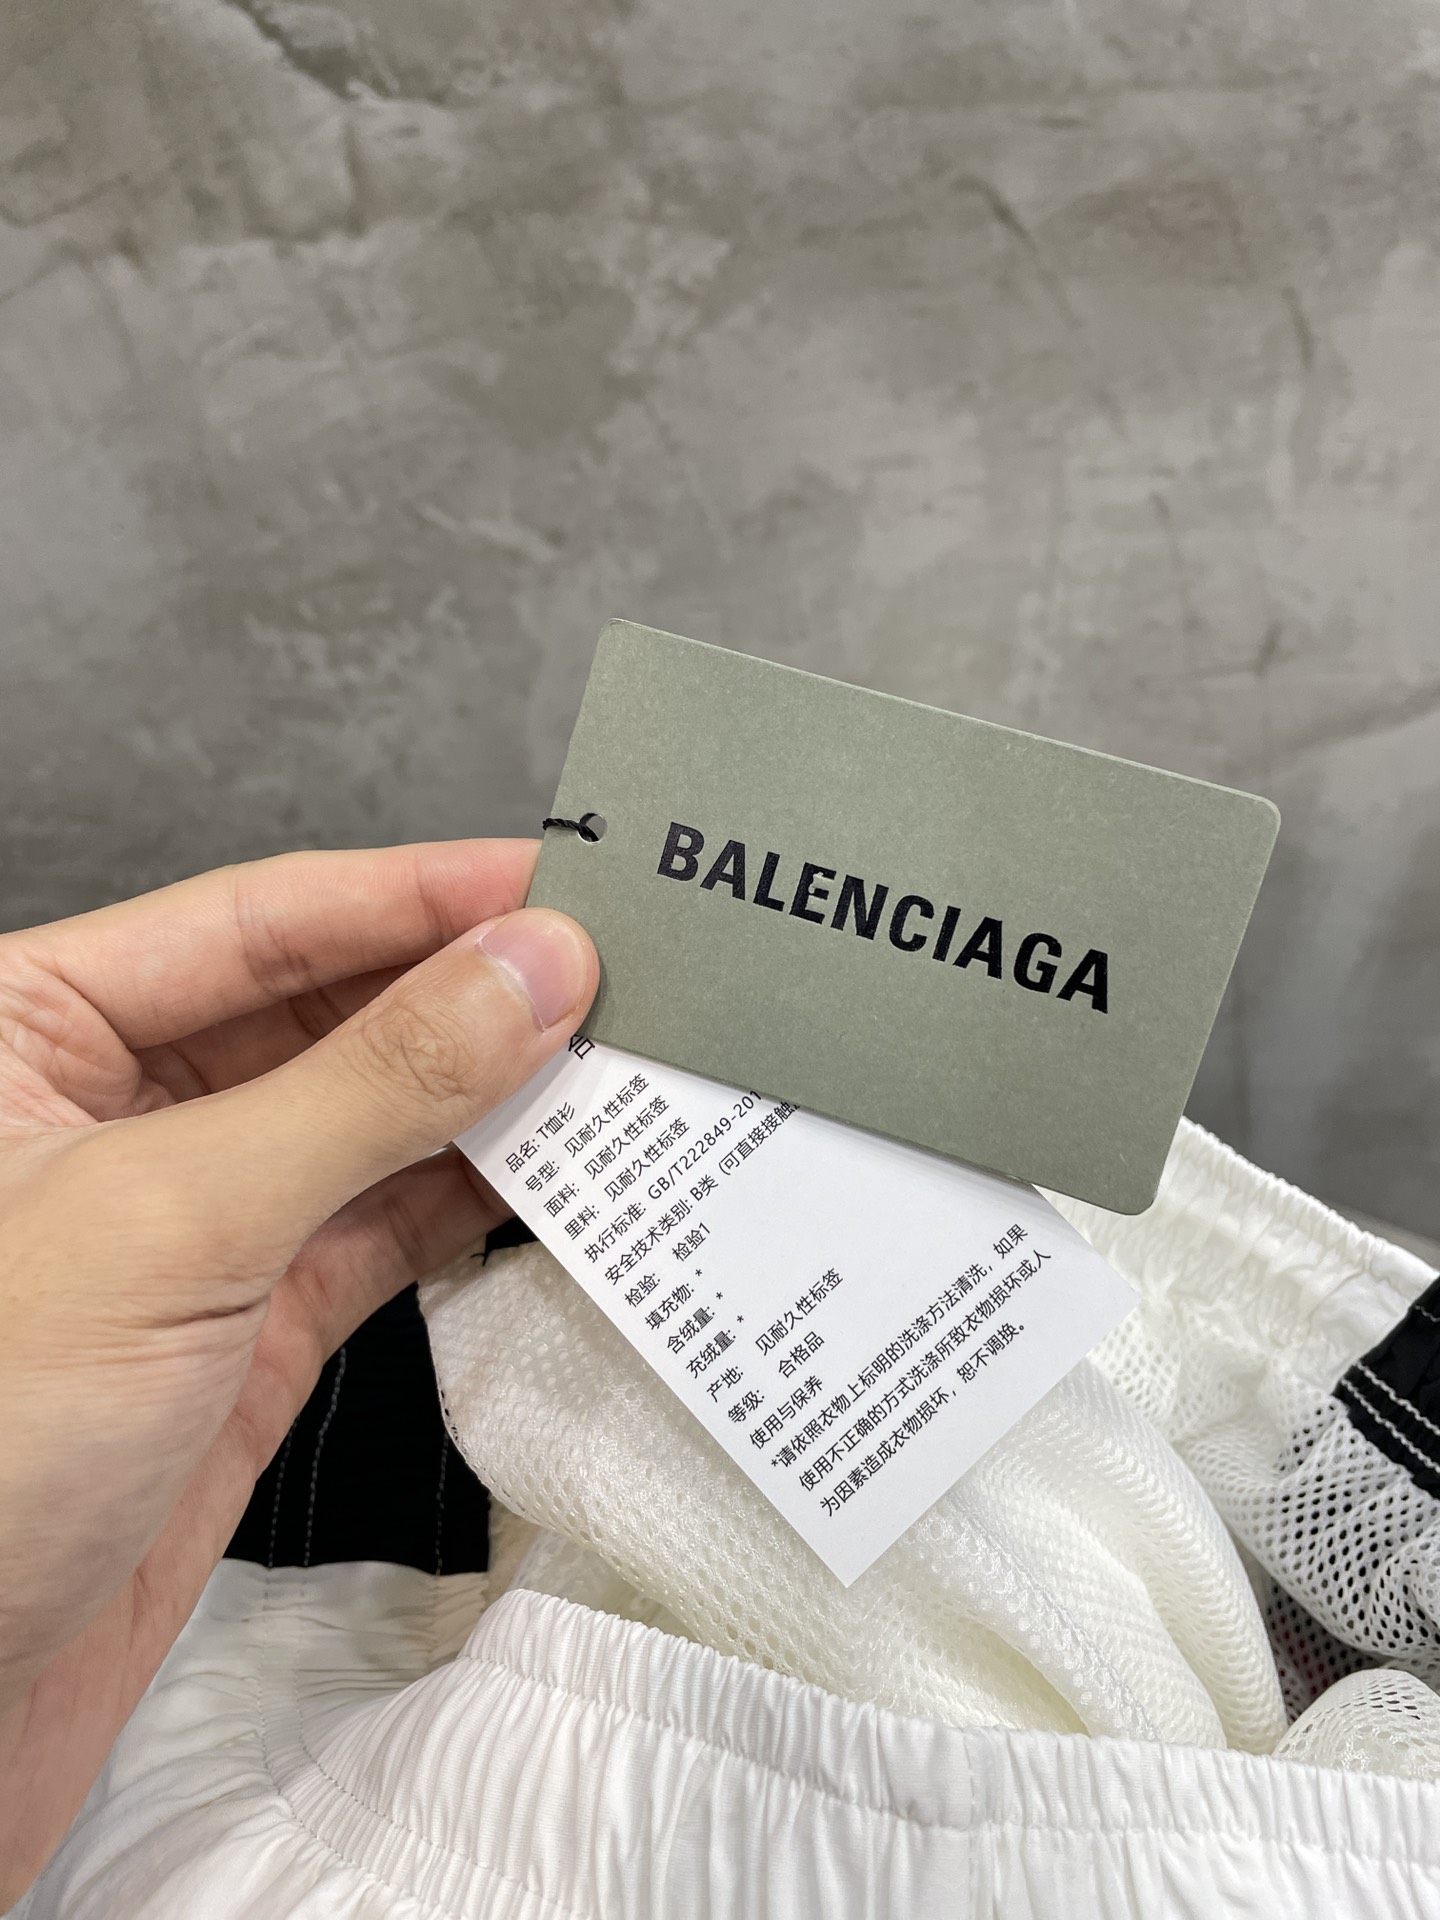 BALENCIAGA
品名: T恤衫
号型: 见耐久性标签
面料: 见耐久性标签
里料: 见耐久性标签
执行标准: GB/T222849-201
安全技术类别: B类 (可直接接触
检验: 检验1
填充物: *
含绒量: *
充绒量: *
产地: 见耐久性标签
等级: 合格品
使用与保养
*请依照衣物上标明的洗涤方法清洗，如果
使用不正确的方式洗涤所致衣物损坏或人
为因素造成衣物损坏，恕不调换。